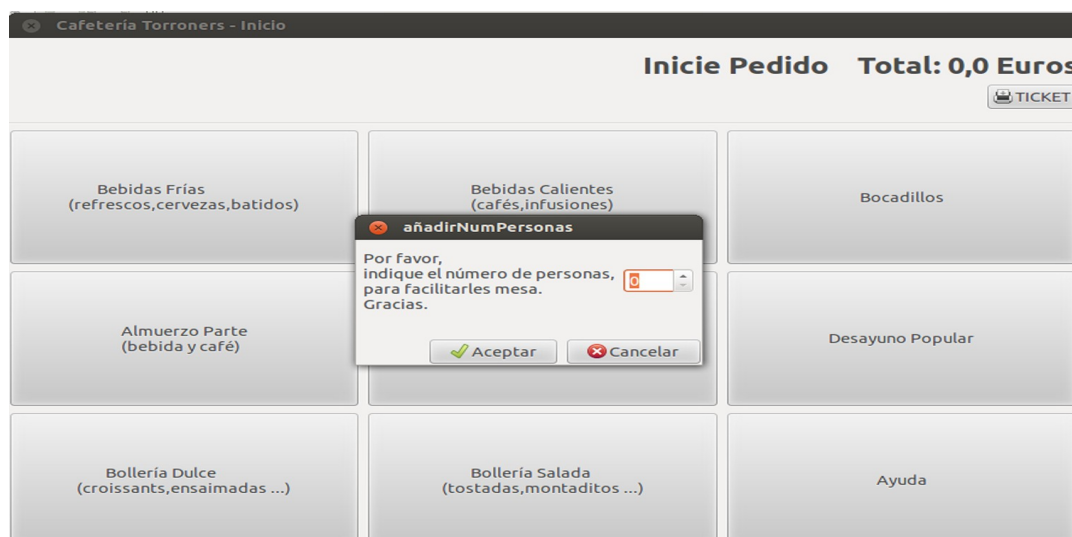 Cafetería Torroners - Inicio
Inicie Pedido Total: 0,0 Euros
TICKET
Bebidas Frías
(refrescos,cervezas,batidos)
Bebidas Calientes
(cafés,infusiones)
Bocadillos
añadirNumPersonas
Por favor,
indique el número de personas,
para facilitarles mesa.
Gracias.
0
Aceptar
Cancelar
Almuerzo Parte
(bebida y café)
Desayuno Popular
Bollería Dulce
(croissants,ensaimadas ...)
Bollería Salada
(tostadas,montaditos ...)
Ayuda